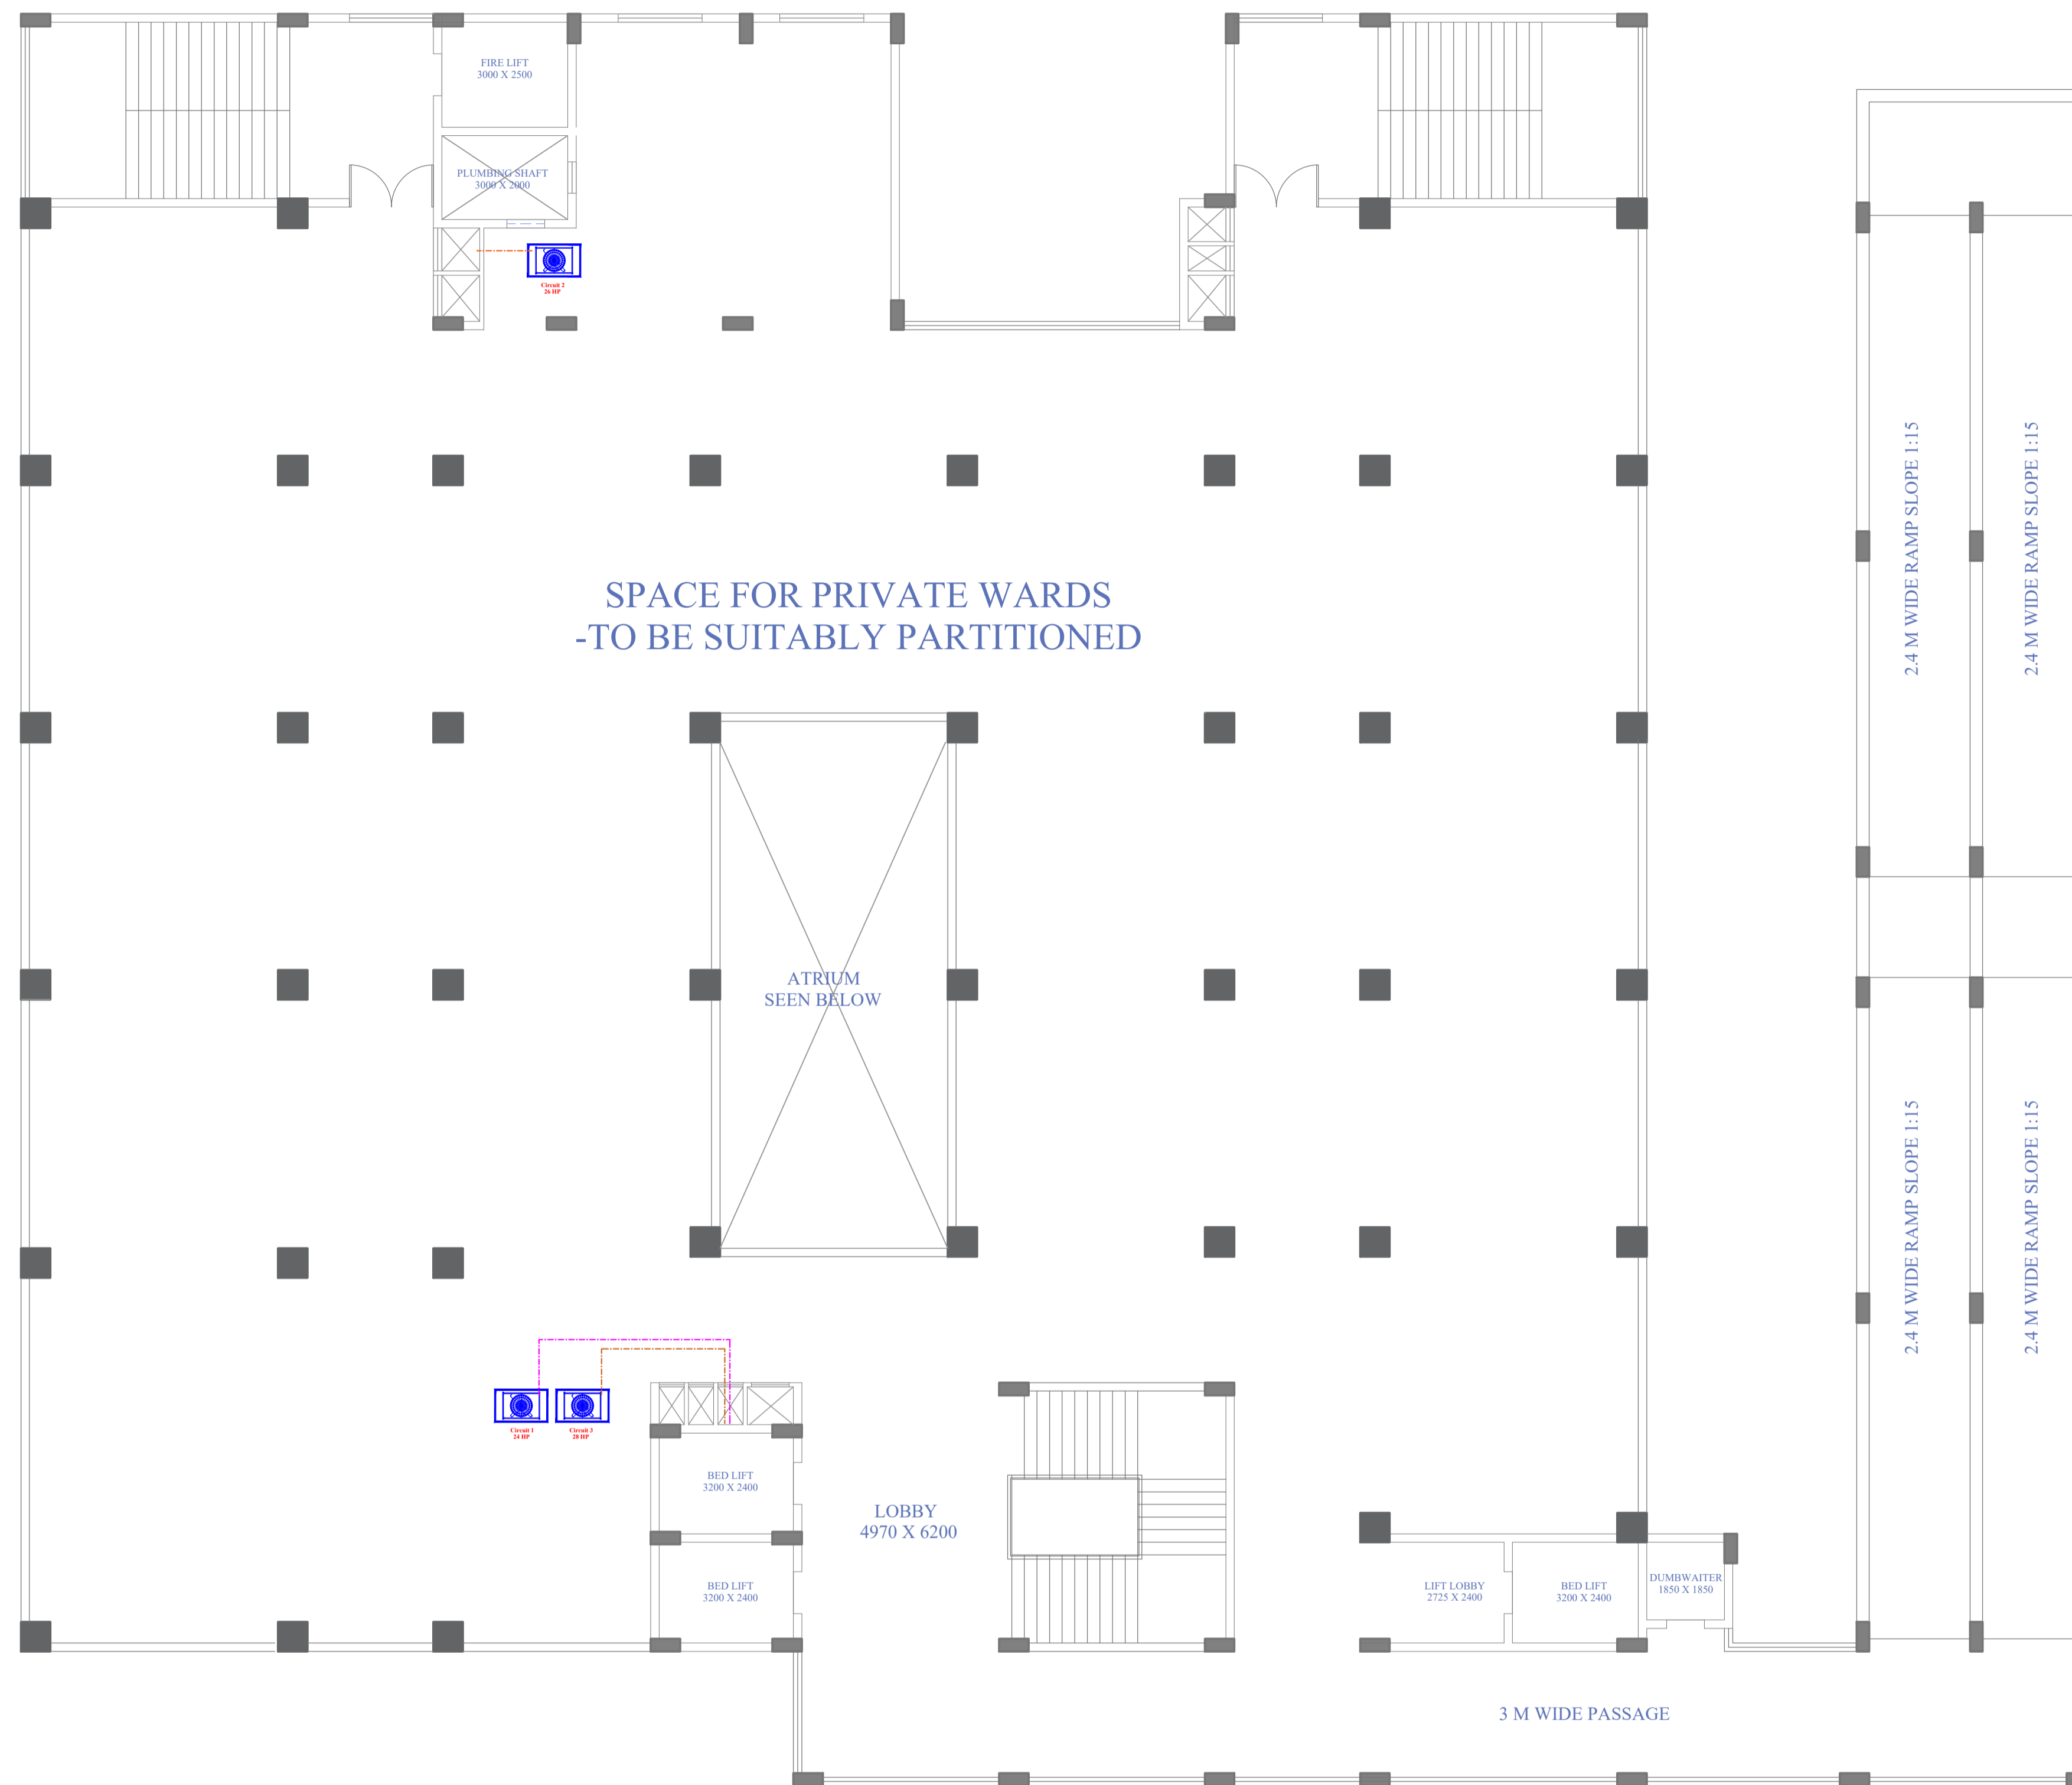 FIRE LIFT
3000 X 2500
PLUMBING SHAFT
3000 X 2000
Circuit 2
26 HP
2.4 M WIDE RAMP SLOPE 1:15
2.4 M WIDE RAMP SLOPE 1:15
SPACE FOR PRIVATE WARDS
-TO BE SUITABLY PARTITIONED
ATRIUM
SEEN BELOW
2.4 M WIDE RAMP SLOPE 1:15
2.4 M WIDE RAMP SLOPE 1:15
Circuit 1
24 HP
Circuit 3
28 HP
BED LIFT
3200 X 2400
LOBBY
4970 X 6200
BED LIFT
3200 X 2400
LIFT LOBBY
2725 X 2400
BED LIFT
3200 X 2400
DUMBWAITER
1850 X 1850
3 M WIDE PASSAGE